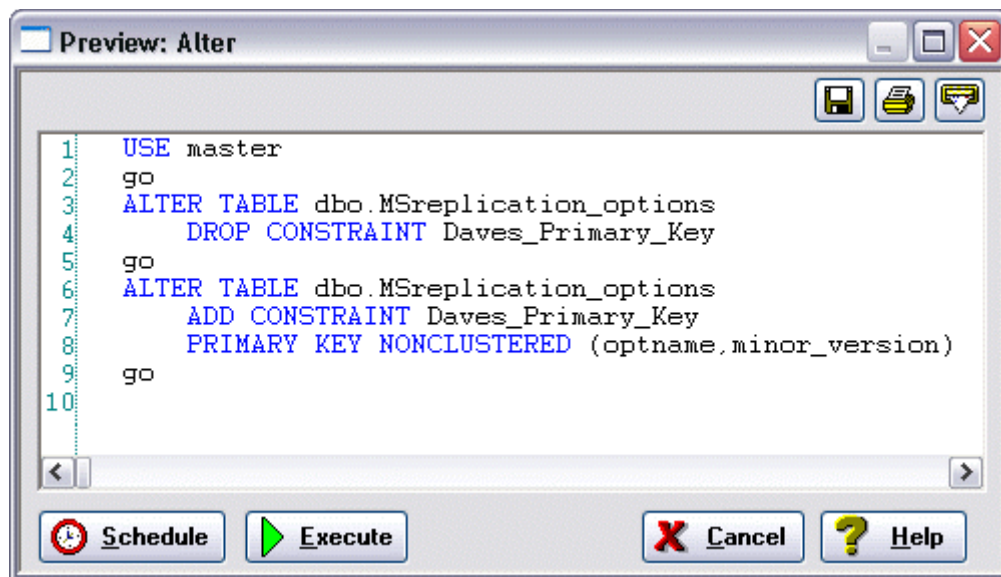 Preview: Alter
1 USE master
2 go
3 ALTER TABLE dbo.MSreplication_options
4 DROP CONSTRAINT Daves_Primary_Key
5 go
6 ALTER TABLE dbo.MSreplication_options
7 ADD CONSTRAINT Daves_Primary_Key
8 PRIMARY KEY NONCLUSTERED (optname,minor_version)
9 go
10
Schedule Execute Cancel Help